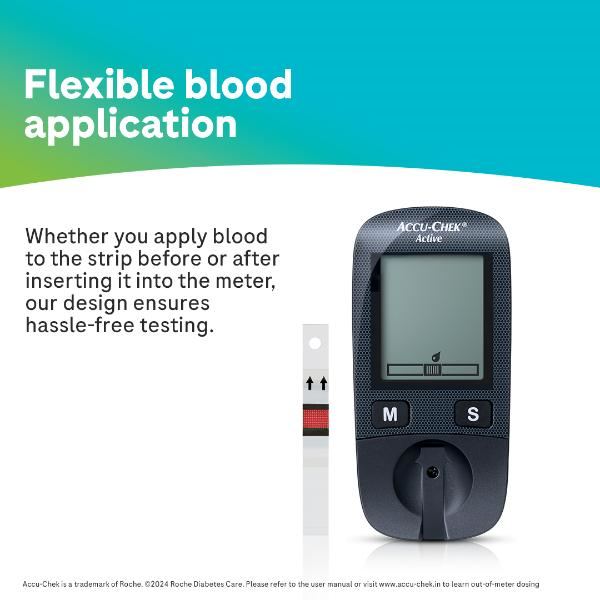 Flexible blood
application
Whether you apply blood
to the strip before or after
inserting it into the meter,
our design ensures
hassle-free testing.
ACCU-CHEK®
Active
M
S
Accu-Chek is a trademark of Roche. ©2024 Roche Diabetes Care. Please refer to the user manual or visit www.accu-chek.in to learn out-of-meter dosing